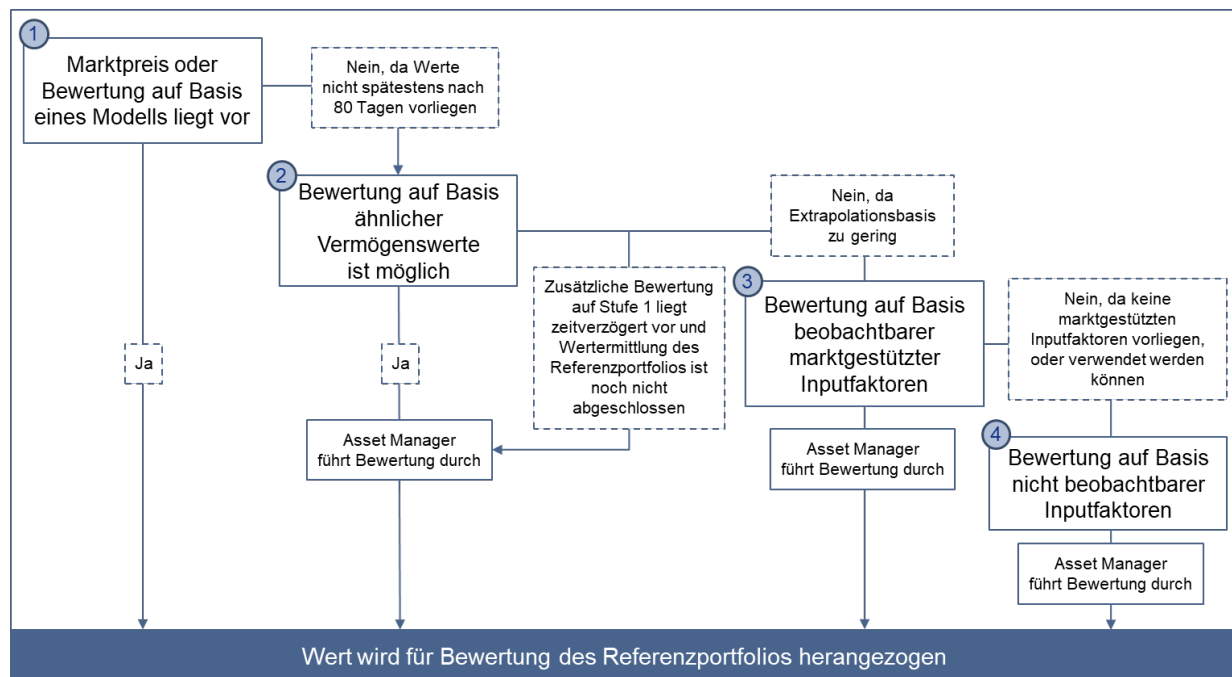 1
Marktpreis oder
Bewertung auf Basis
eines Modells liegt vor
Nein, da Werte
nicht spätestens nach
80 Tagen vorliegen
2
Bewertung auf Basis
ähnlicher
Vermögenswerte
ist möglich
Nein, da
Extrapolationsbasis
zu gering
Zusätzliche Bewertung
auf Stufe 1 liegt
zeitverzögert vor und
Wertermittlung des
Referenzportfolios ist
noch nicht
abgeschlossen
3
Bewertung auf Basis
beobachtbarer
marktgestützter
Inputfaktoren
Nein, da keine
marktgestützten
Inputfaktoren vorliegen,
oder verwendet werden
können
Ja
Ja
Asset Manager
führt Bewertung durch
Asset Manager
führt Bewertung durch
4
Bewertung auf Basis
nicht beobachtbarer
Inputfaktoren
Asset Manager
führt Bewertung durch
Wert wird für Bewertung des Referenzportfolios herangezogen